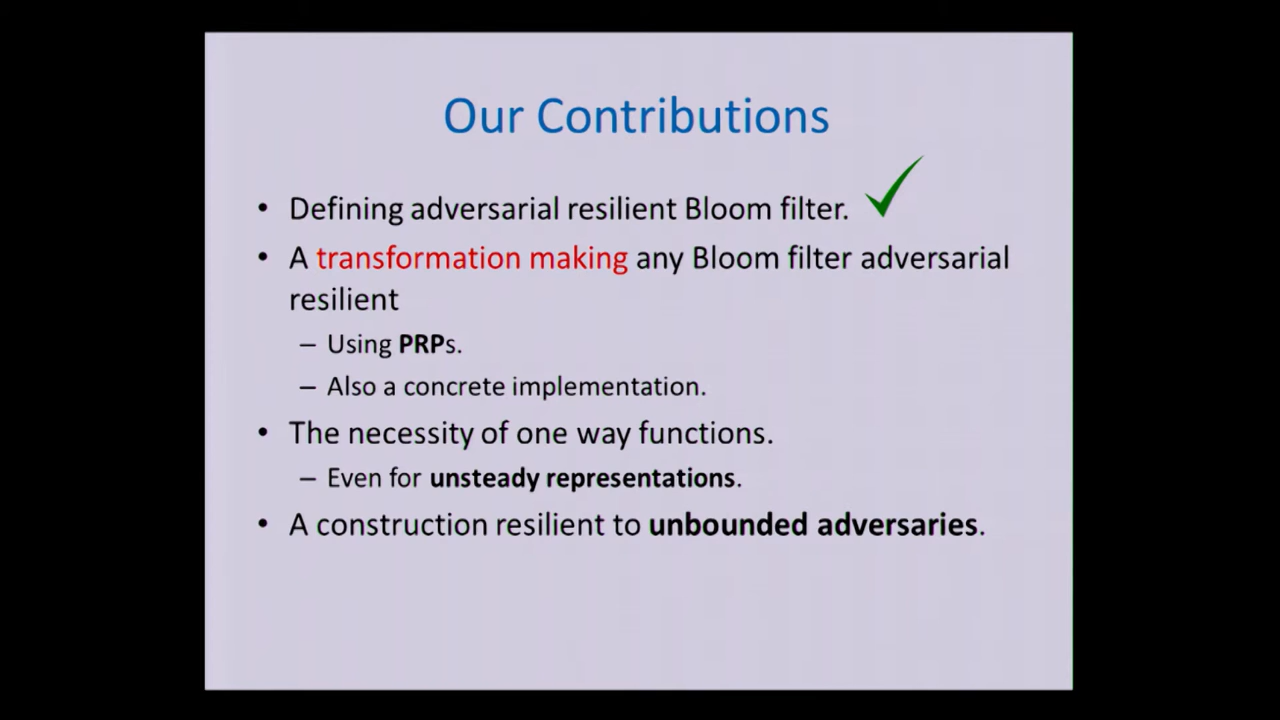 Our Contributions
• Defining adversarial resilient Bloom filter.
• A transformation making any Bloom filter adversarial
resilient
– Using PRPs.
– Also a concrete implementation.
• The necessity of one way functions.
– Even for unsteady representations.
• A construction resilient to unbounded adversaries.